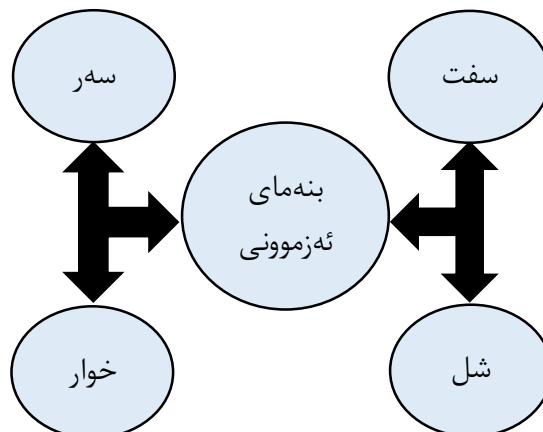 سفت
سەر
بنەمای
ئەزموونی
شل
خوار